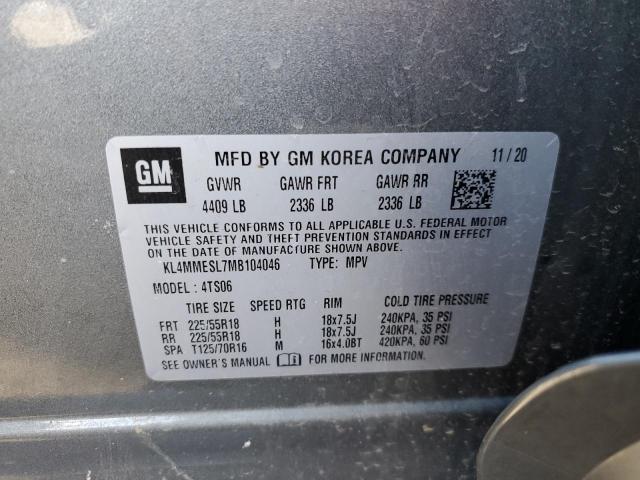 GM MFD BY GM KOREA COMPANY 11/20
GVWR GAWR FRT GAWR RR
4409 LB 2336 LB 2336 LB
THIS VEHICLE CONFORMS TO ALL APPLICABLE U.S. FEDERAL MOTOR
VEHICLE SAFETY AND THEFT PREVENTION STANDARDS IN EFFECT
ON THE DATE OF MANUFACTURE SHOWN ABOVE.
KL4MMESL7MB104046 TYPE: MPV
MODEL: 4TS06
TIRE SIZE SPEED RTG RIM COLD TIRE PRESSURE
FRT 225/55R18 H 18x7.5J 240KPA, 35 PSI
RR 225/55R18 H 18x7.5J 240KPA, 35 PSI
SPA T125/70R16 M 16x4.0BT 420KPA, 60 PSI
SEE OWNER'S MANUAL FOR MORE INFORMATION.